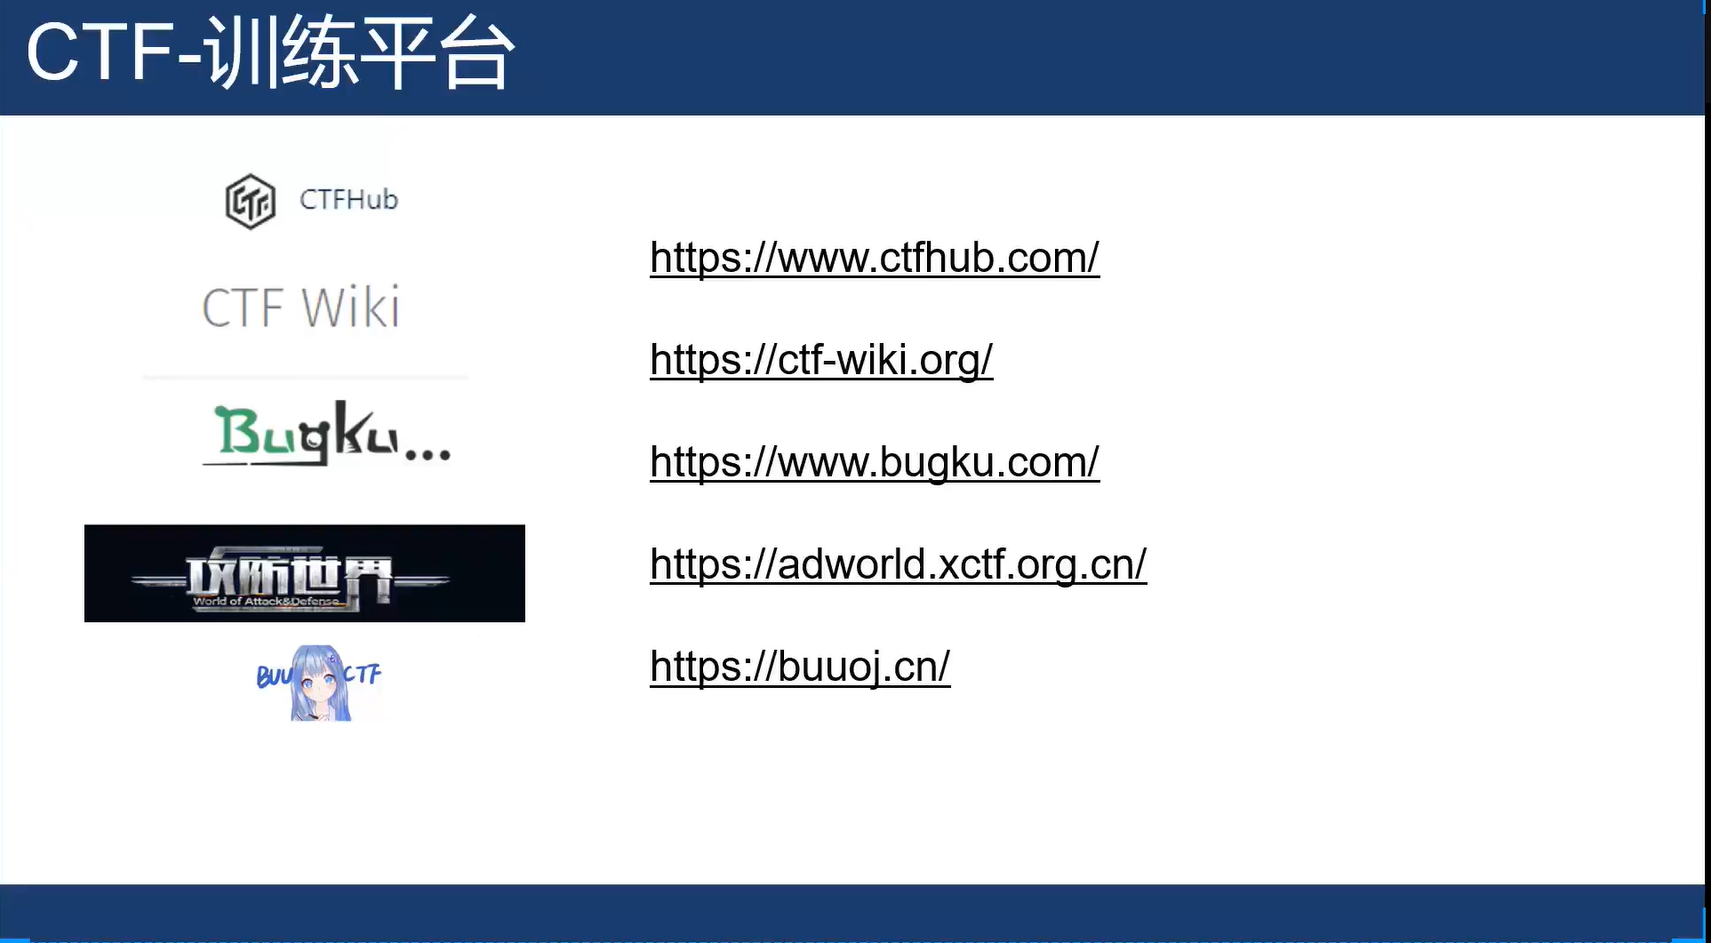 CTF-训练平台
CTFHub
CTF Wiki
Bugku...
攻防世界
World of Attack&Defense
BUU CTF
https://www.ctfhub.com/
https://ctf-wiki.org/
https://www.bugku.com/
https://adworld.xctf.org.cn/
https://buuoj.cn/